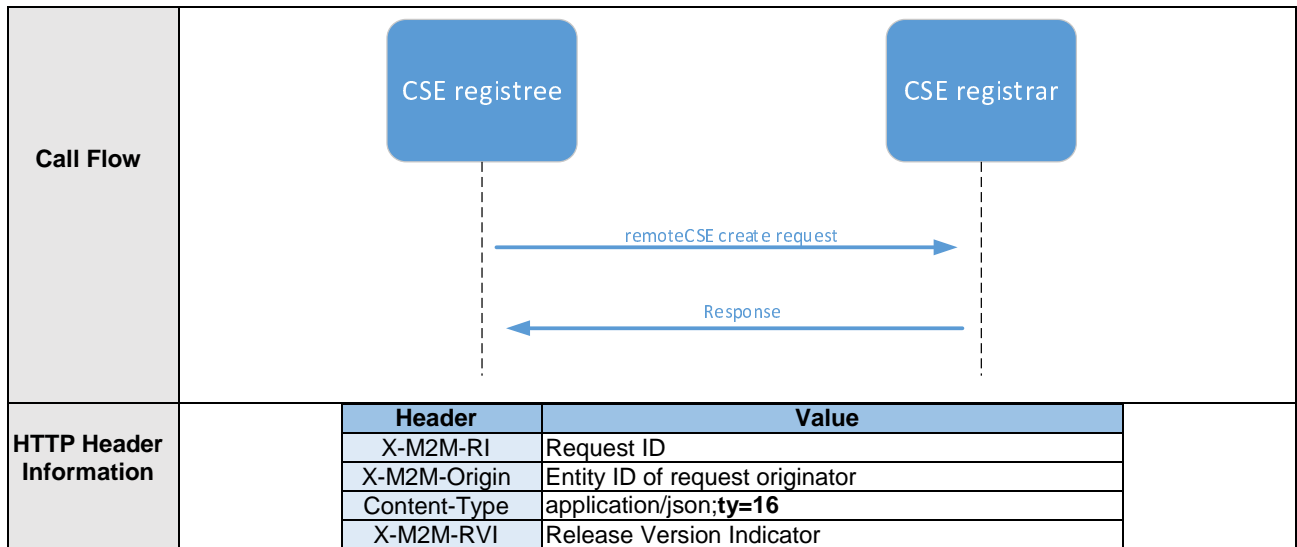 CSE registree
CSE registrar
Call Flow
remoteCSE create request
Response
HTTP Header
Information
Header Value
X-M2M-RI Request ID
X-M2M-Origin Entity ID of request originator
Content-Type application/json;ty=16
X-M2M-RVI Release Version Indicator